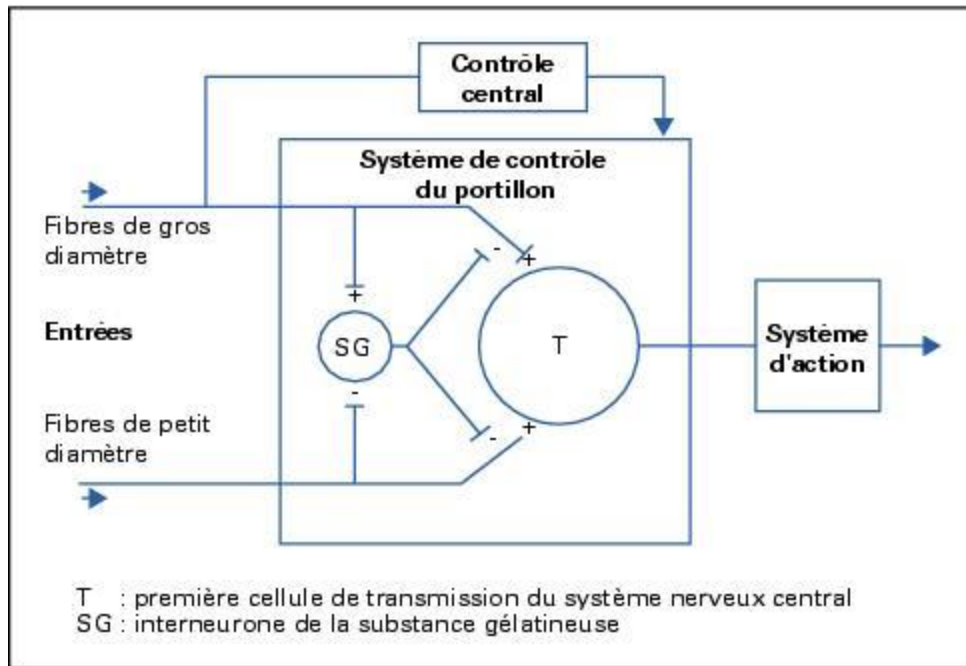 Contrôle
central
Système de contrôle
du portillon
Fibres de gros
diamètre
-
+
+
Entrées
SG
T
Système
d'action
-
Fibres de petit
diamètre
+
-
T : première cellule de transmission du système nerveux central
SG : interneurone de la substance gélatineuse